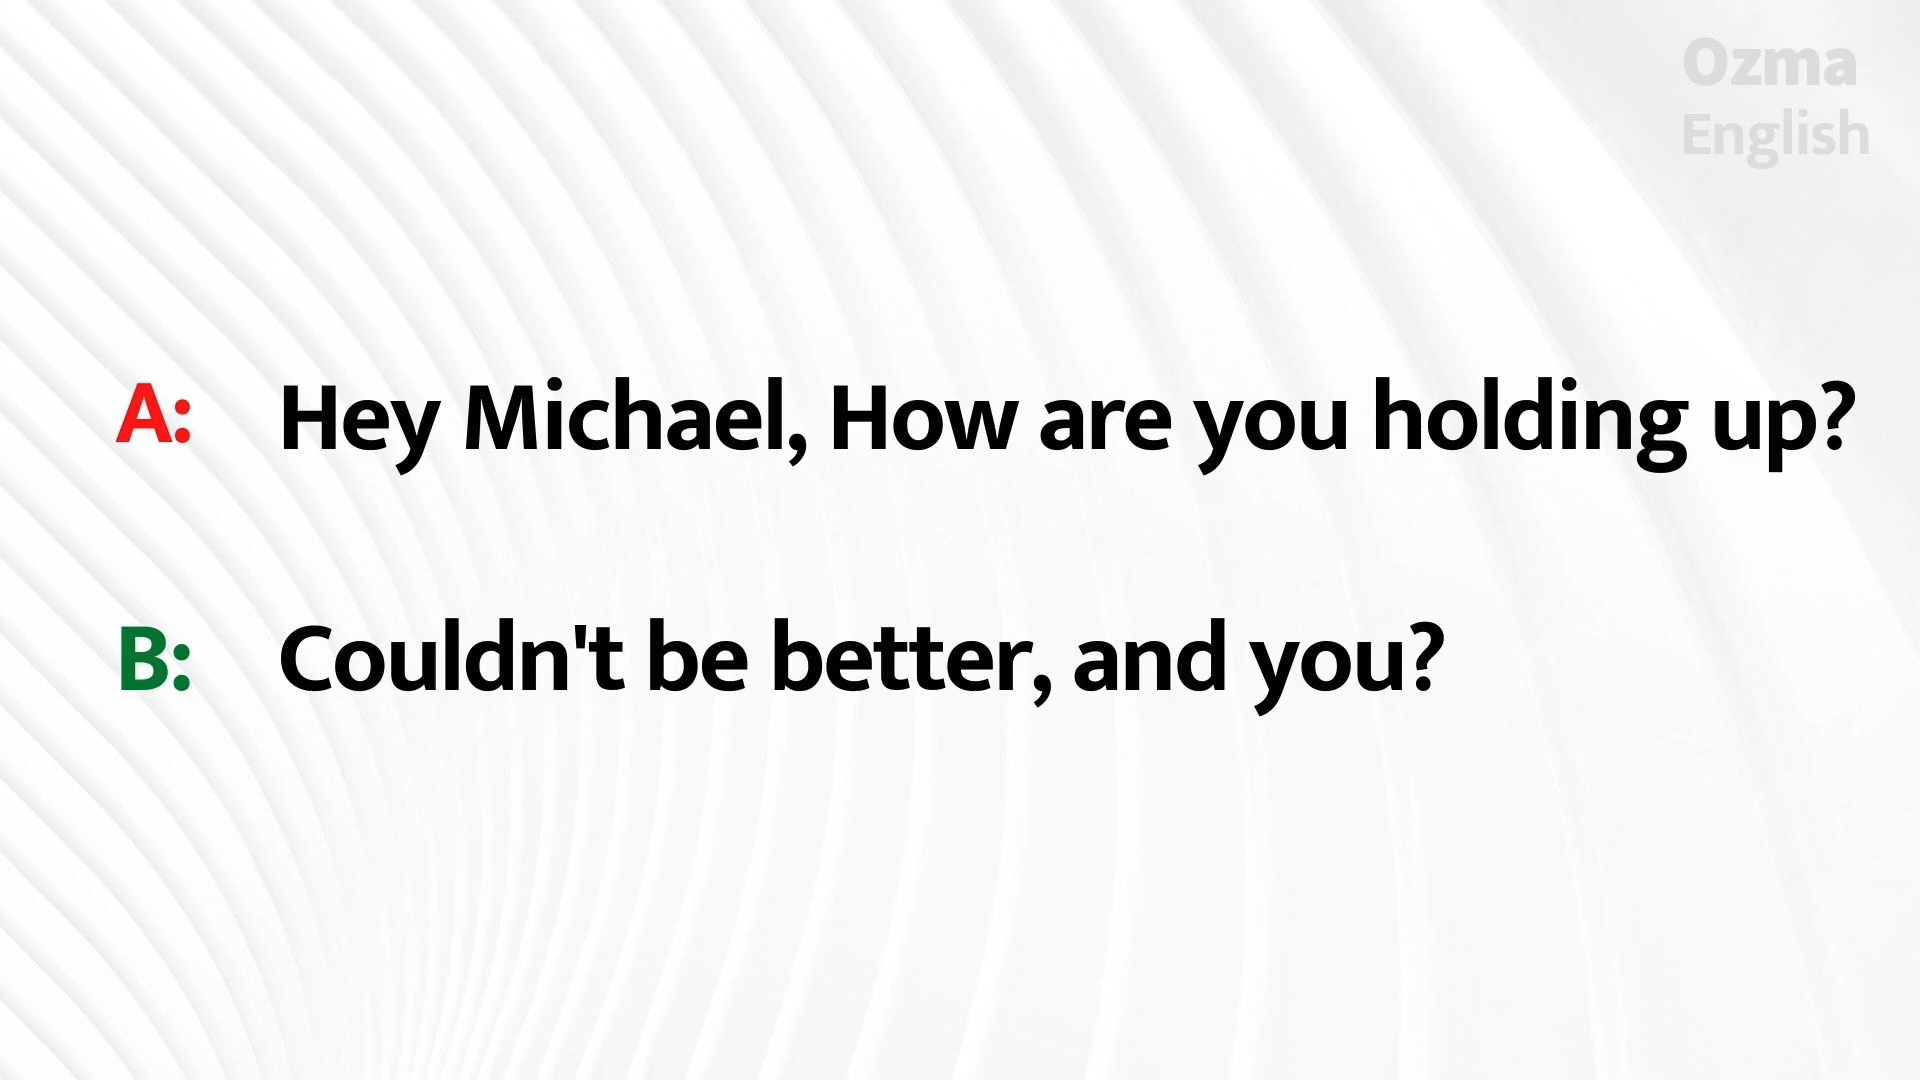 Ozma
English
A: Hey Michael, How are you holding up?
B: Couldn't be better, and you?